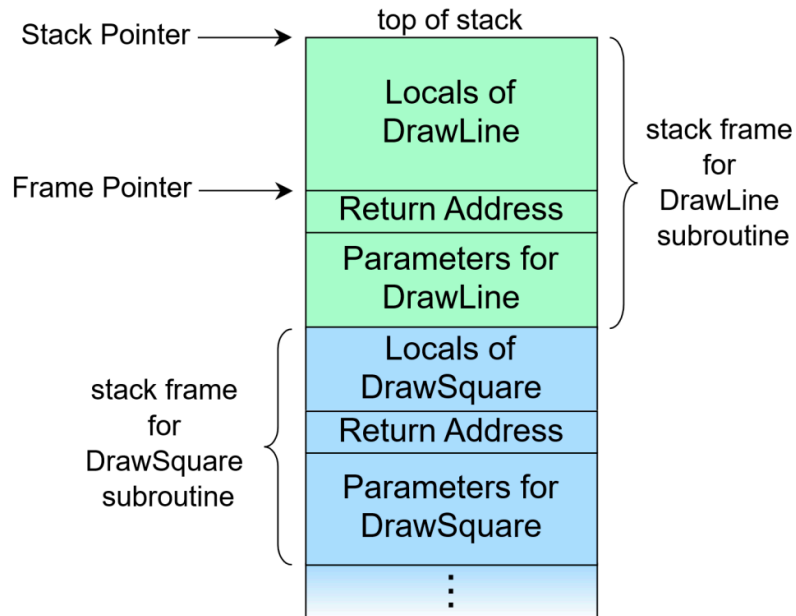 top of stack
Stack Pointer
Locals of
DrawLine
stack frame
for
DrawLine
subroutine
Frame Pointer
Return Address
Parameters for
DrawLine
Locals of
DrawSquare
stack frame
for
DrawSquare
subroutine
Return Address
Parameters for
DrawSquare
⋮